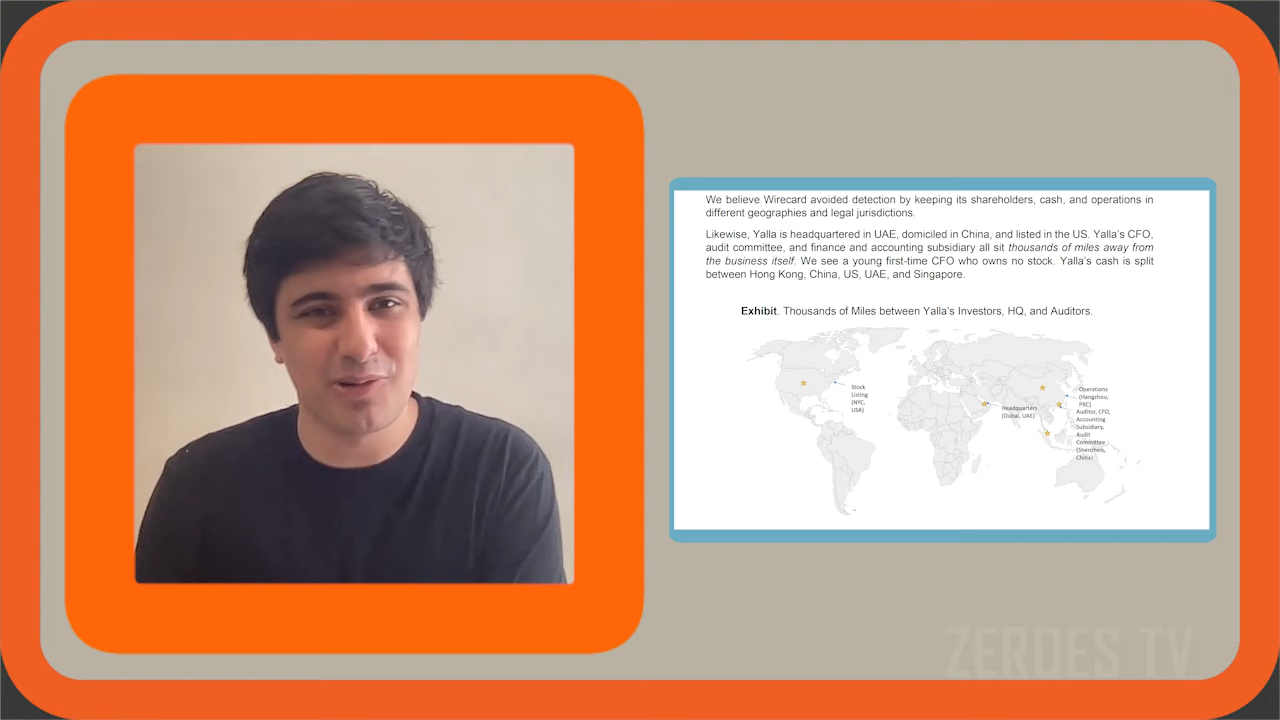 We believe Wirecard avoided detection by keeping its shareholders, cash, and operations in
different geographies and legal jurisdictions.
Likewise, Yalla is headquartered in UAE, domiciled in China, and listed in the US. Yalla's CFO,
audit committee, and finance and accounting subsidiary all sit thousands of miles away from
the business itself. We see a young first-time CFO who owns no stock. Yalla's cash is split
between Hong Kong, China, US, UAE, and Singapore.
Exhibit. Thousands of Miles between Yalla's Investors, HQ, and Auditors.
Stock
Listing
(NYC,
USA)
Headquarters
(Dubai, UAE)
Operations
(Hangzhou,
PRC)
Auditor, CFO,
Accounting
Subsidiary,
Audit
Committee
(Shenzhen,
China)
ZEROES TV